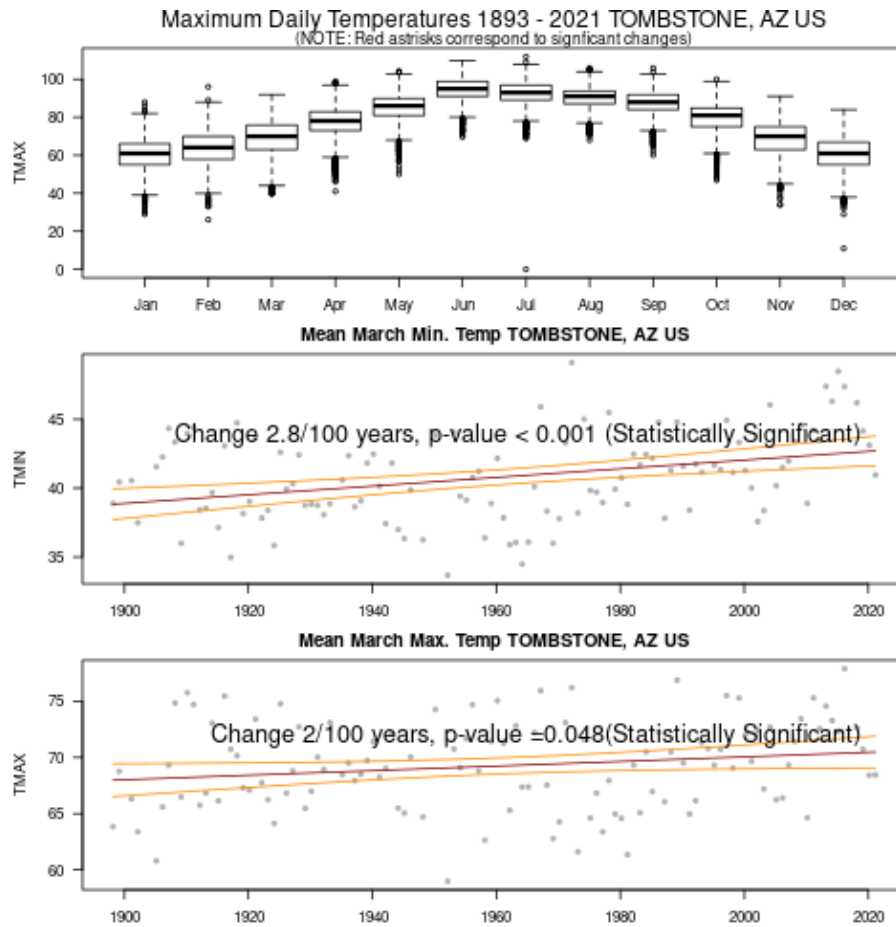 Maximum Daily Temperatures 1893 - 2021 TOMBSTONE, AZ US
(NOTE: Red astrisks correspond to signficant changes)
TMAX
100
80
60
40
20
0
Jan Feb Mar Apr May Jun Jul Aug Sep Oct Nov Dec
Mean March Min. Temp TOMBSTONE, AZ US
TMIN
45
40
35
Change 2.8/100 years, p-value < 0.001 (Statistically Significant)
1900 1920 1940 1960 1980 2000 2020
Mean March Max. Temp TOMBSTONE, AZ US
TMAX
75
70
65
60
Change 2/100 years, p-value =0.048(Statistically Significant)
1900 1920 1940 1960 1980 2000 2020